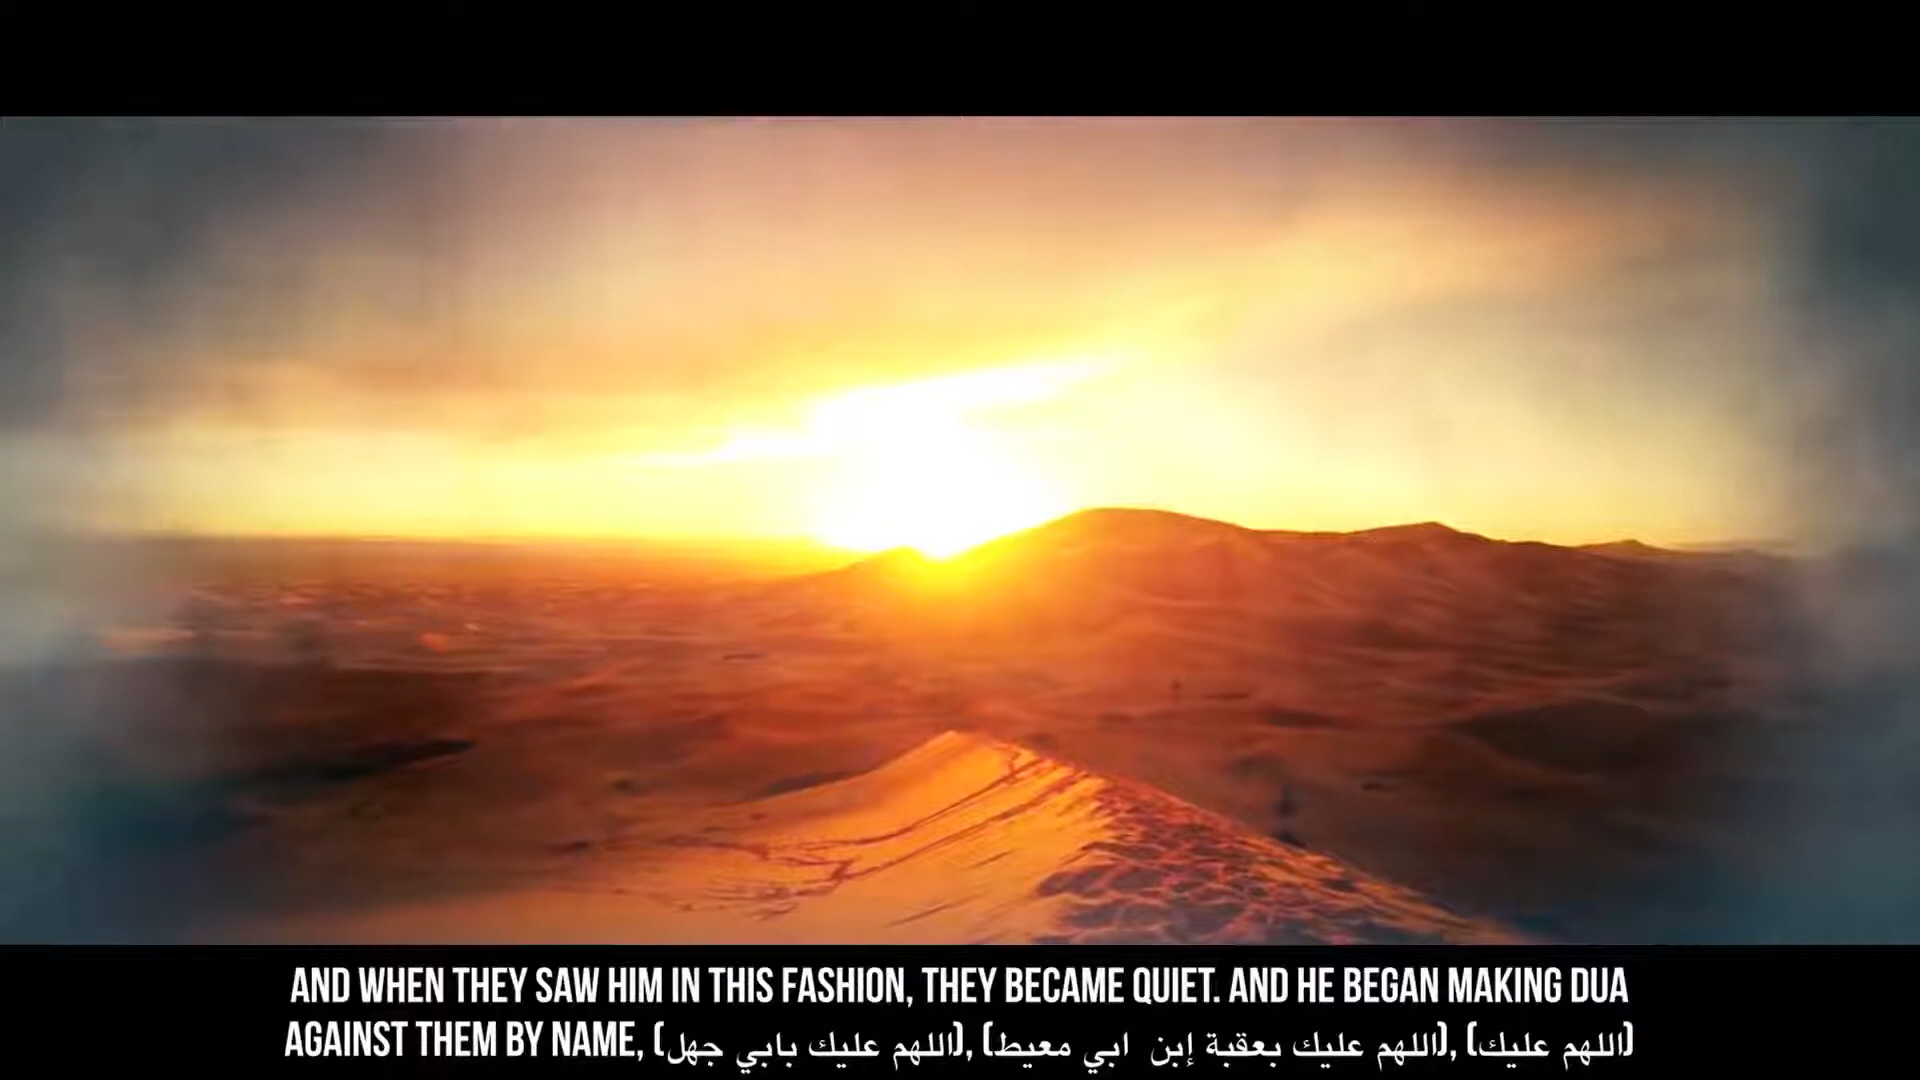 AND WHEN THEY SAW HIM IN THIS FASHION, THEY BECAME QUIET. AND HE BEGAN MAKING DUA
AGAINST THEM BY NAME, (اللهم عليك بابي جهل), (اللهم عليك بعقبة إبن ابي معيط), (اللهم عليك)